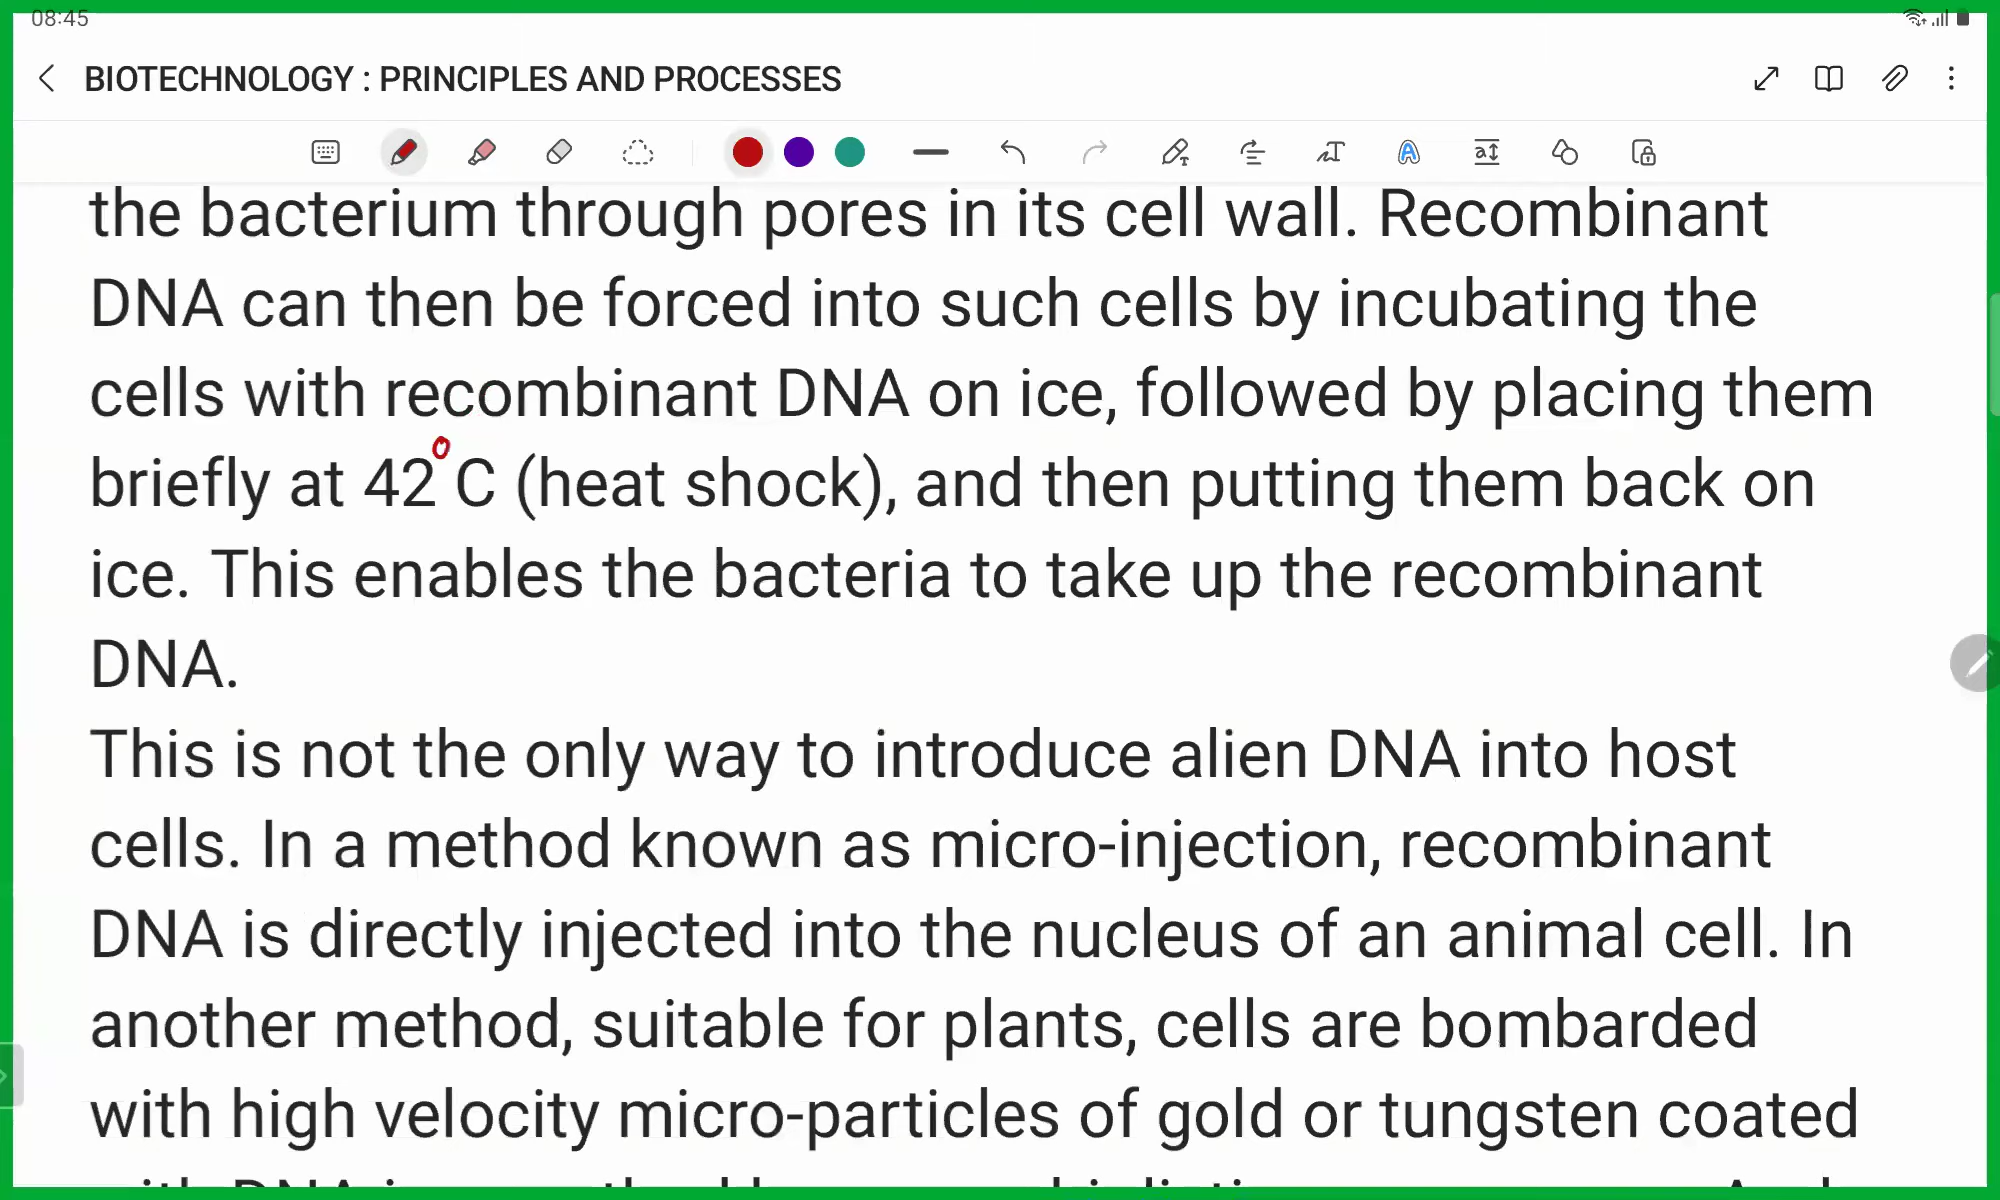 08:45
BIOTECHNOLOGY : PRINCIPLES AND PROCESSES
the bacterium through pores in its cell wall. Recombinant
DNA can then be forced into such cells by incubating the
cells with recombinant DNA on ice, followed by placing them
briefly at 42°C (heat shock), and then putting them back on
ice. This enables the bacteria to take up the recombinant
DNA.
This is not the only way to introduce alien DNA into host
cells. In a method known as micro-injection, recombinant
DNA is directly injected into the nucleus of an animal cell. In
another method, suitable for plants, cells are bombarded
with high velocity micro-particles of gold or tungsten coated